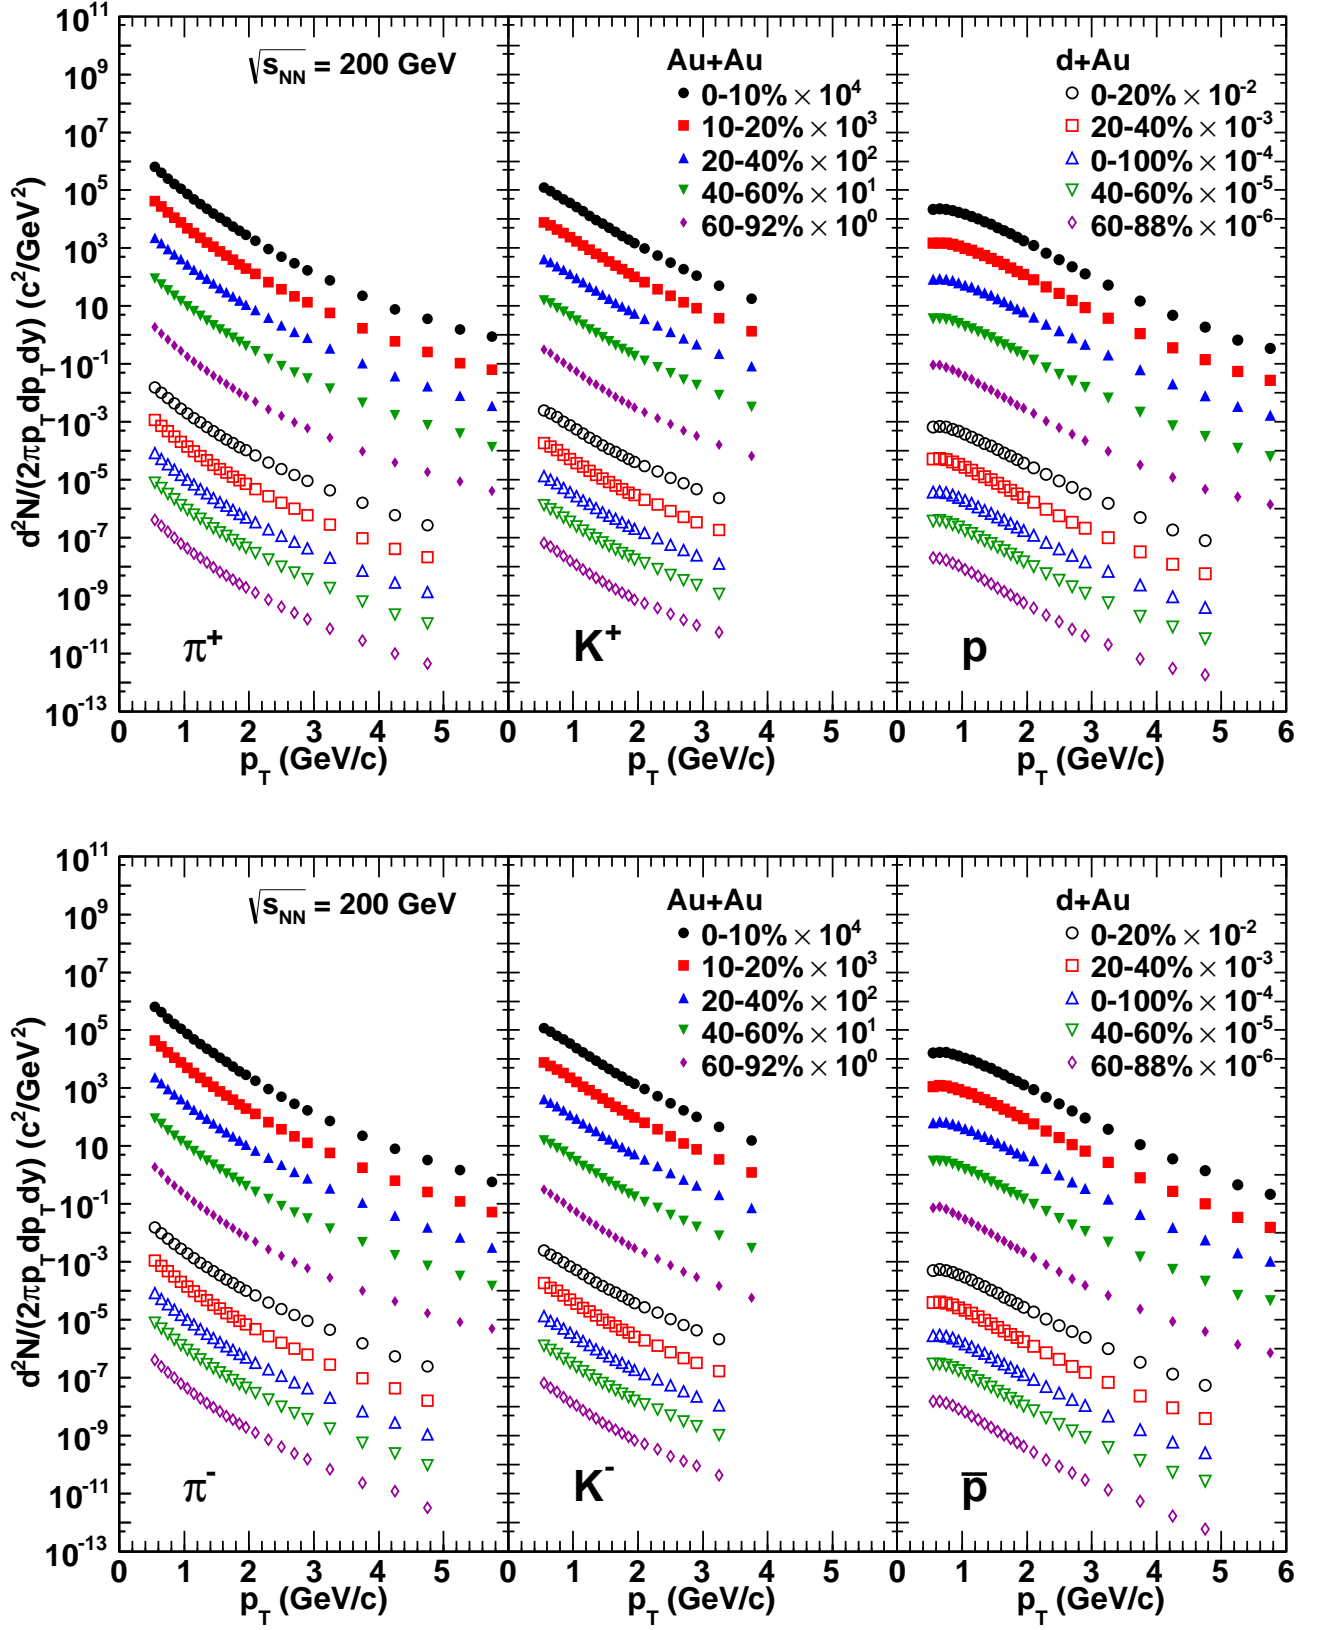 10^11
10^9
10^7
10^5
10^3
10
10^-1
10^-3
10^-5
10^-7
10^-9
10^-11
10^-13
d^2N/(2πp_T dp_T dy) (c^2/GeV^2)
√s_NN = 200 GeV
Au+Au
0-10% × 10^4
10-20% × 10^3
20-40% × 10^2
40-60% × 10^1
60-92% × 10^0
d+Au
0-20% × 10^-2
20-40% × 10^-3
0-100% × 10^-4
40-60% × 10^-5
60-88% × 10^-6
π^+
K^+
p
0 1 2 3 4 5 0 1 2 3 4 5 0 1 2 3 4 5 6
p_T (GeV/c) p_T (GeV/c) p_T (GeV/c)
10^11
10^9
10^7
10^5
10^3
10
10^-1
10^-3
10^-5
10^-7
10^-9
10^-11
10^-13
d^2N/(2πp_T dp_T dy) (c^2/GeV^2)
√s_NN = 200 GeV
Au+Au
0-10% × 10^4
10-20% × 10^3
20-40% × 10^2
40-60% × 10^1
60-92% × 10^0
d+Au
0-20% × 10^-2
20-40% × 10^-3
0-100% × 10^-4
40-60% × 10^-5
60-88% × 10^-6
π^-
K^-
p̅
0 1 2 3 4 5 0 1 2 3 4 5 0 1 2 3 4 5 6
p_T (GeV/c) p_T (GeV/c) p_T (GeV/c)